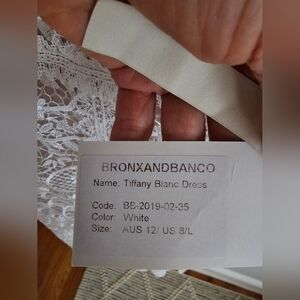 BRONXANDBANCO
Name: Tiffany Blanc Dress
Code: BB-2019-02-35
Color: White
Size: AUS 12/ US 8/L